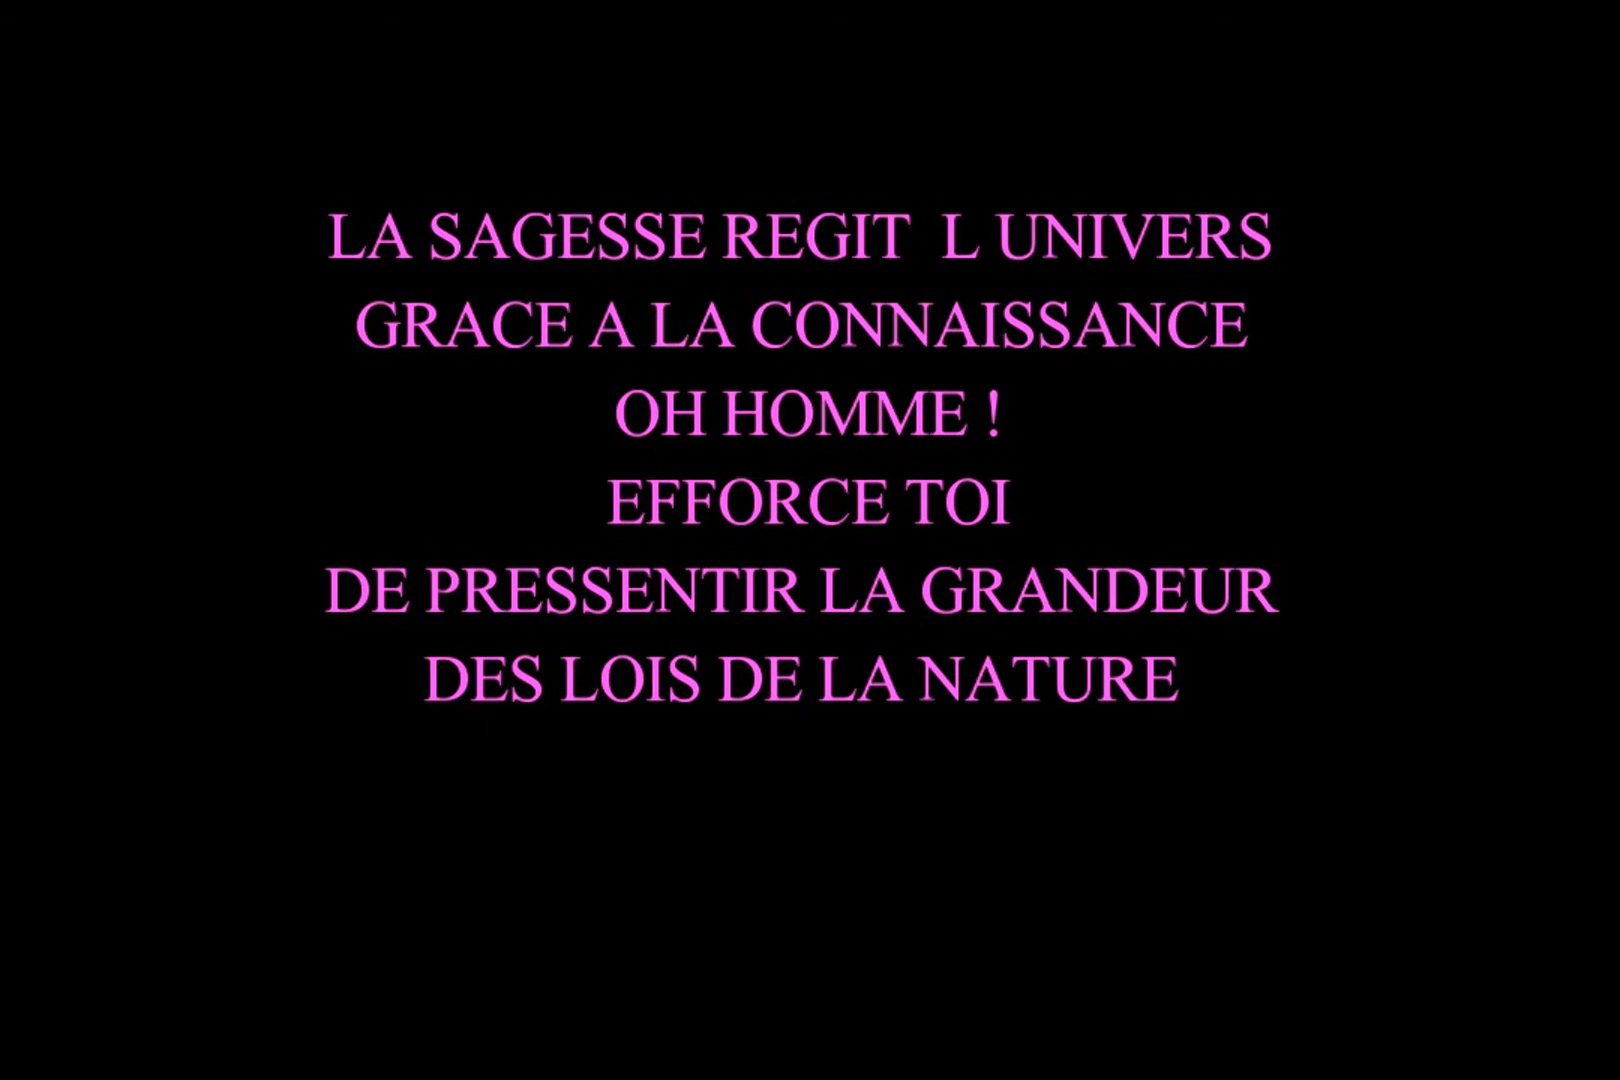 LA SAGESSE REGIT  L UNIVERS
GRACE A LA CONNAISSANCE
OH HOMME !
EFFORCE TOI
DE PRESSENTIR LA GRANDEUR
DES LOIS DE LA NATURE